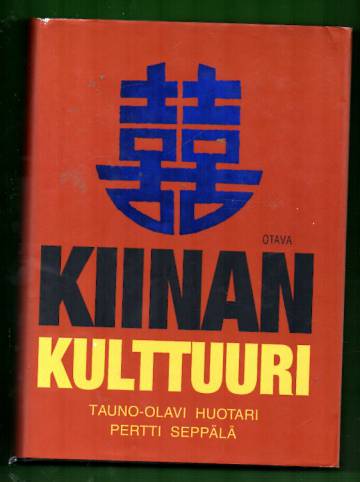 囍
OTAVA
KIINAN
KULTTUURI
TAUNO-OLAVI HUOTARI
PERTTI SEPPÄLÄ